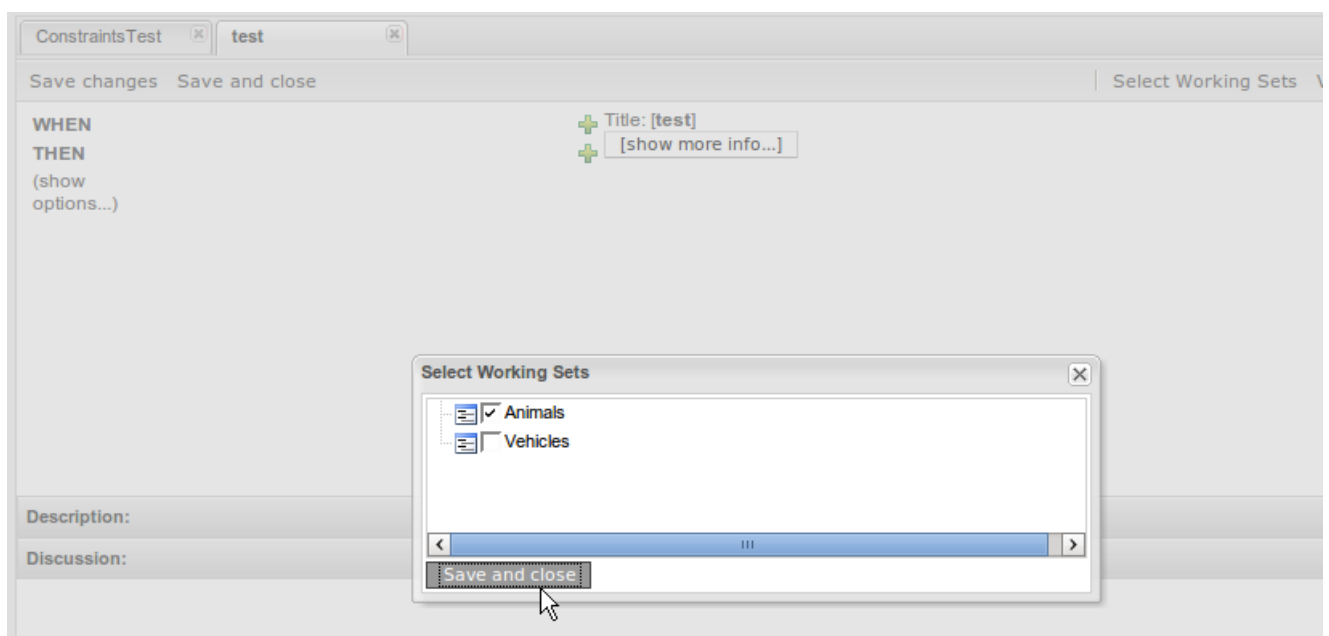 ConstraintsTest test
Save changes Save and close Select Working Sets
WHEN Title: [test]
THEN [show more info...]
(show
options...)
Select Working Sets
Animals
Vehicles
Description:
Discussion:
Save and close